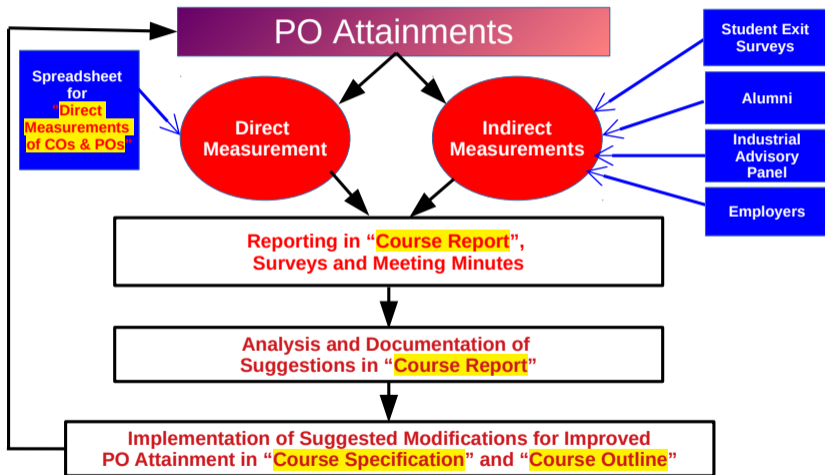 PO Attainments
Spreadsheet
for
“Direct
Measurements
of COs & POs”
Direct
Measurement
Indirect
Measurements
Student Exit
Surveys
Alumni
Industrial
Advisory
Panel
Employers
Reporting in “Course Report”,
Surveys and Meeting Minutes
Analysis and Documentation of
Suggestions in “Course Report”
Implementation of Suggested Modifications for Improved
PO Attainment in “Course Specification” and “Course Outline”